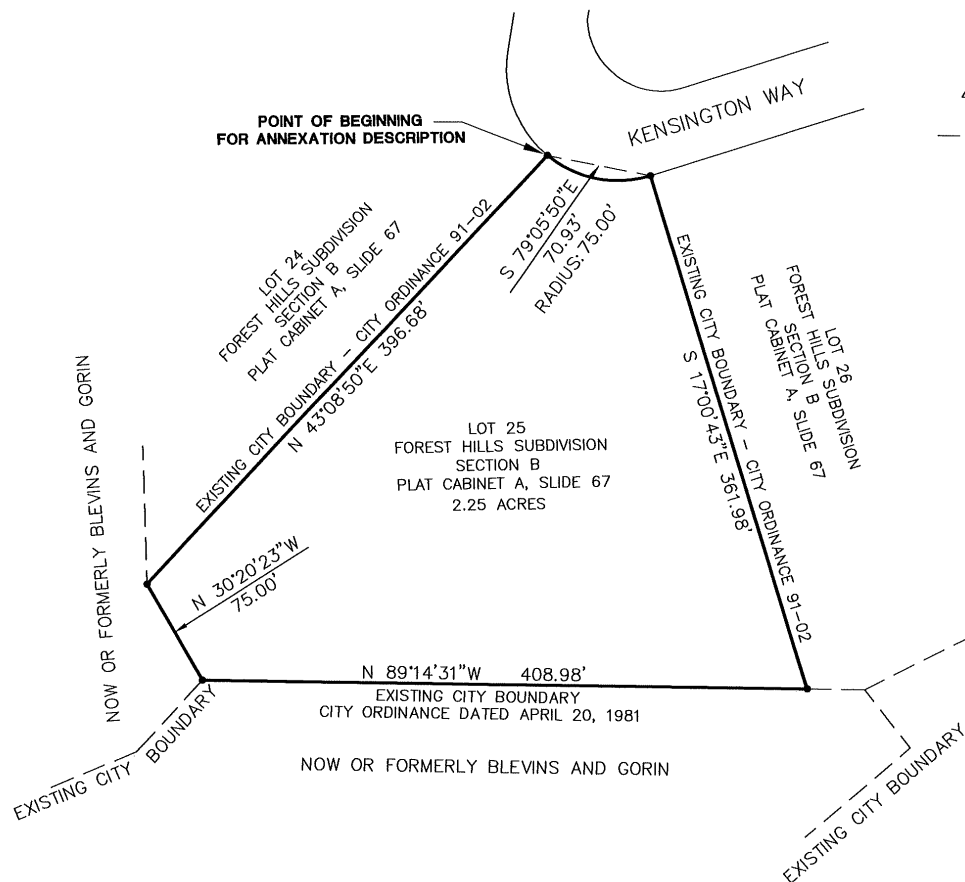 KENSINGTON WAY
POINT OF BEGINNING
FOR ANNEXATION DESCRIPTION
S 79°05'50"E
70.93'
RADIUS: 75.00'
LOT 24
FOREST HILLS SUBDIVISION
SECTION B
PLAT CABINET A, SLIDE 67
EXISTING CITY BOUNDARY - CITY ORDINANCE 91-02
N 43°08'50"E 396.68'
EXISTING CITY BOUNDARY - CITY ORDINANCE 91-02
S 17°00'43"E 361.98'
LOT 26
FOREST HILLS SUBDIVISION
SECTION B
PLAT CABINET A, SLIDE 67
LOT 25
FOREST HILLS SUBDIVISION
SECTION B
PLAT CABINET A, SLIDE 67
2.25 ACRES
NOW OR FORMERLY BLEVINS AND GORIN
N 30°20'23"W
75.00'
N 89°14'31"W 408.98'
EXISTING CITY BOUNDARY
CITY ORDINANCE DATED APRIL 20, 1981
NOW OR FORMERLY BLEVINS AND GORIN
EXISTING CITY BOUNDARY
EXISTING CITY BOUNDARY